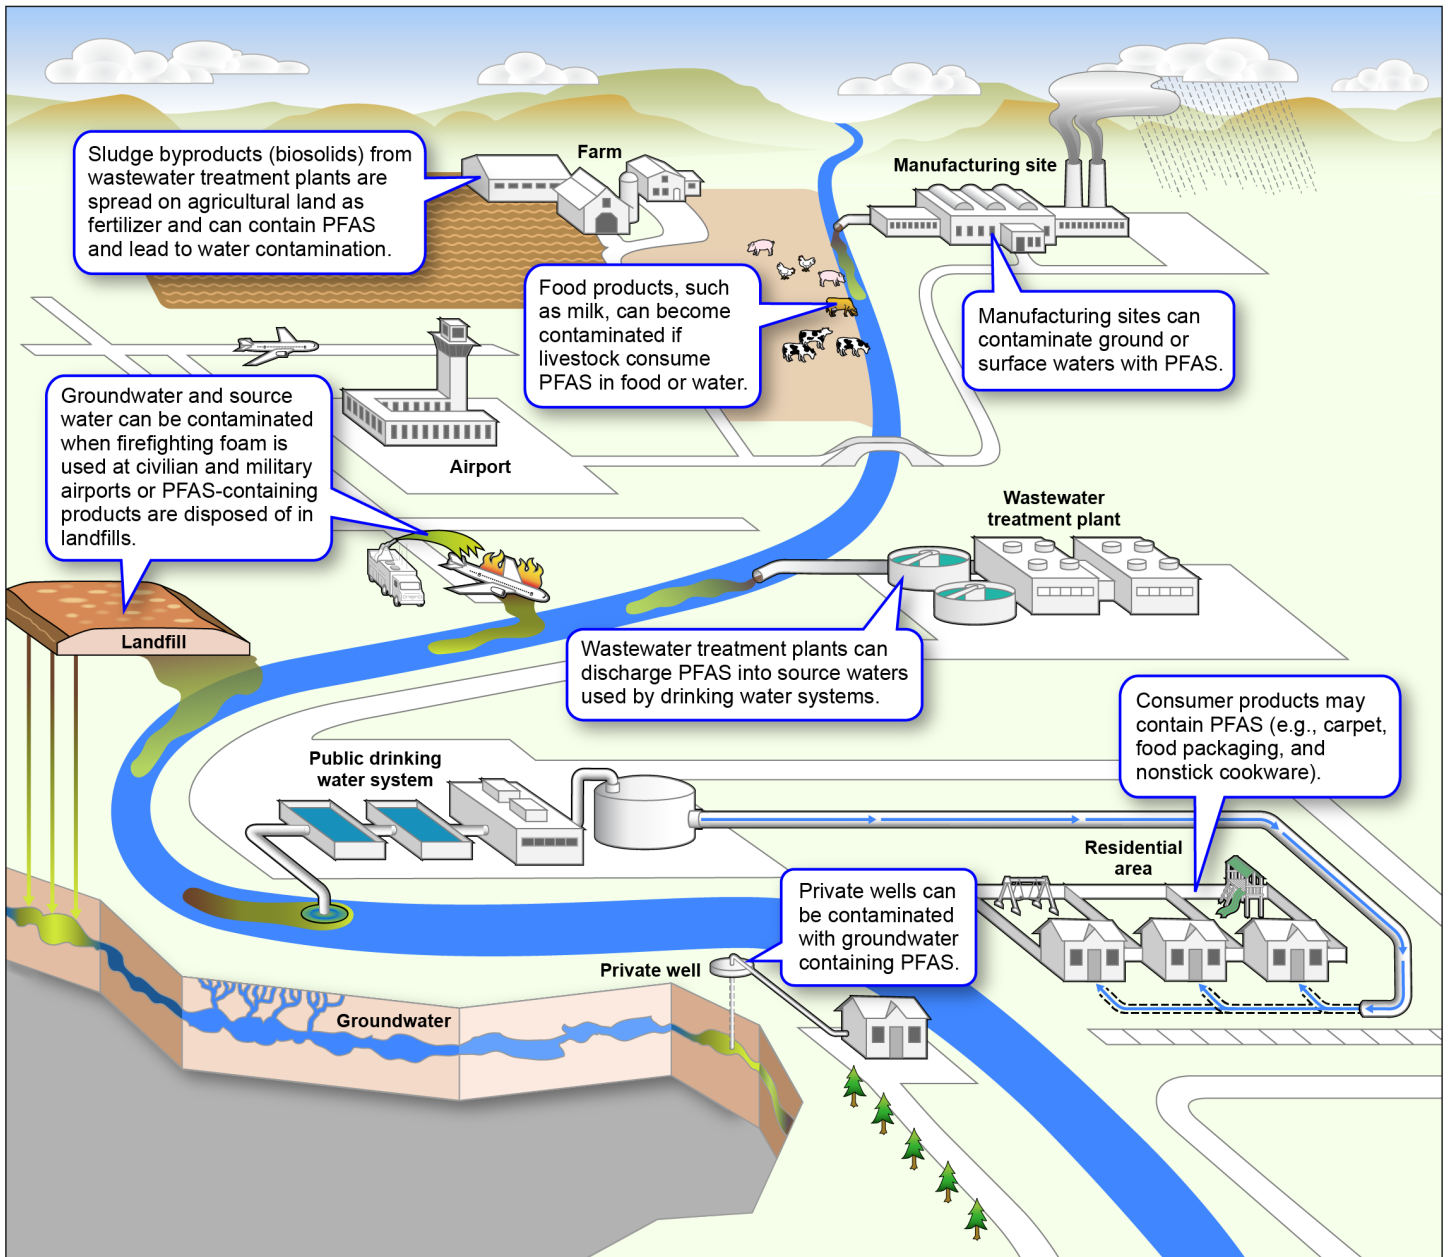 Farm
Manufacturing site
Sludge byproducts (biosolids) from
wastewater treatment plants are
spread on agricultural land as
fertilizer and can contain PFAS
and lead to water contamination.
Food products, such
as milk, can become
contaminated if
livestock consume
PFAS in food or water.
Manufacturing sites can
contaminate ground or
surface waters with PFAS.
Groundwater and source
water can be contaminated
when firefighting foam is
used at civilian and military
airports or PFAS-containing
products are disposed of in
landfills.
Airport
Wastewater
treatment plant
Landfill
Wastewater treatment plants can
discharge PFAS into source waters
used by drinking water systems.
Consumer products may
contain PFAS (e.g., carpet,
food packaging, and
nonstick cookware).
Public drinking
water system
Residential
area
Private wells can
be contaminated
with groundwater
containing PFAS.
Private well
Groundwater